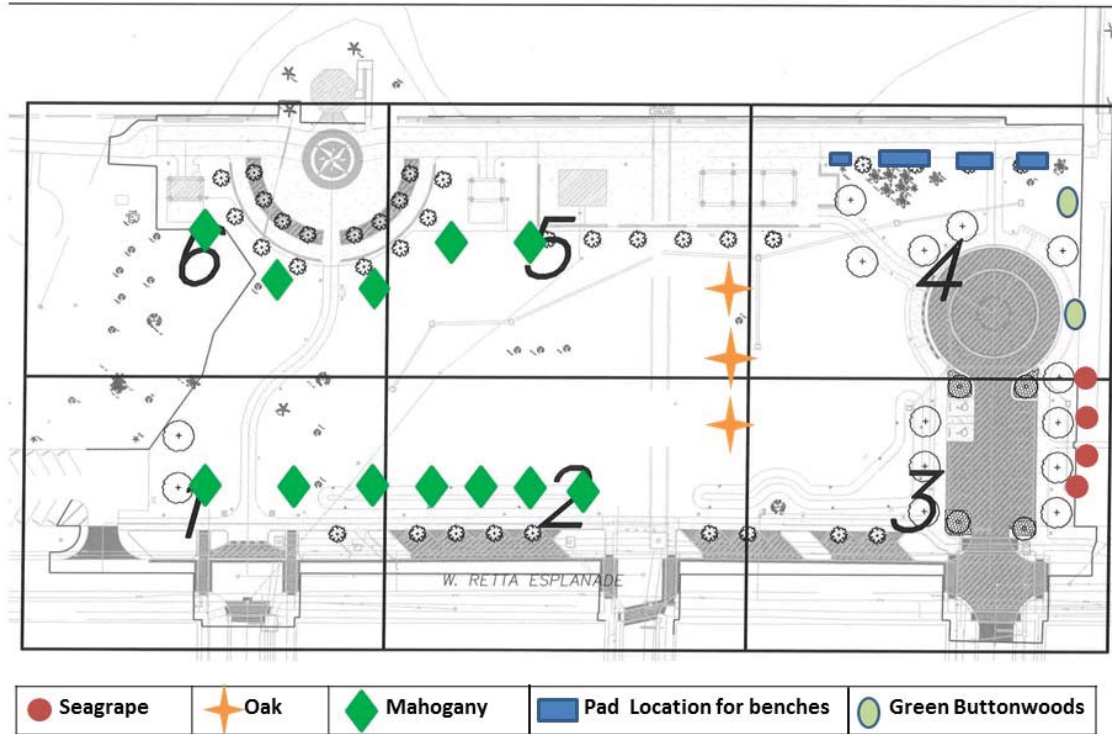 6
5
4
1
2
3
W. RETTA ESPLANADE
Seagrape
Oak
Mahogany
Pad Location for benches
Green Buttonwoods